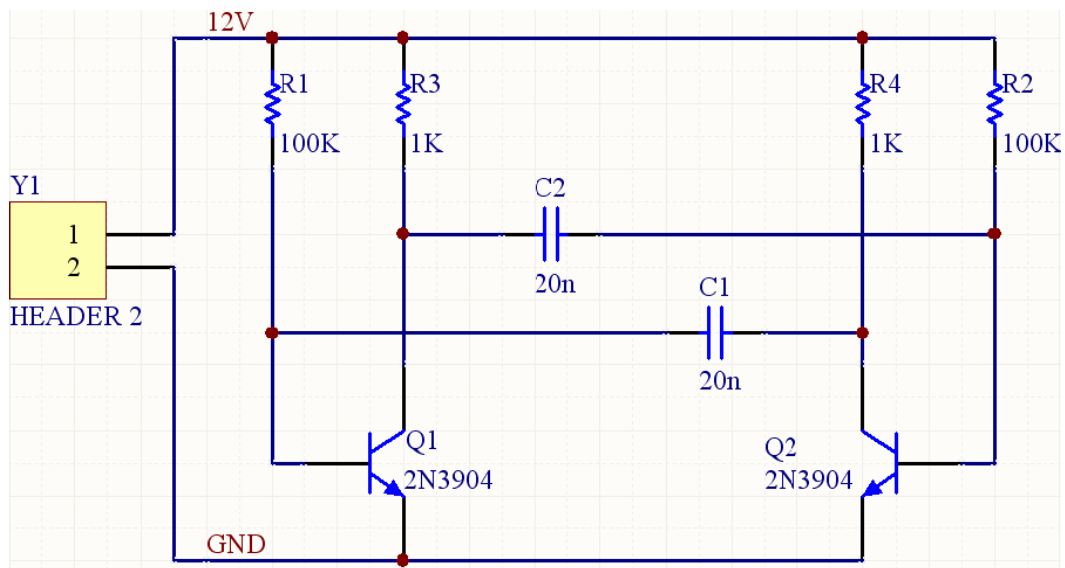 12V
R1
R3
R4
R2
100K
1K
1K
100K
Y1
C2
1
2
20n
C1
HEADER 2
20n
Q1
Q2
2N3904
2N3904
GND